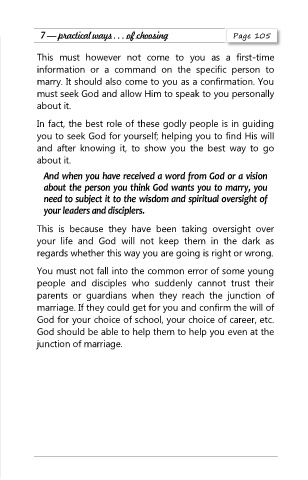 7 — practical ways . . . of choosing
Page 105
This must however not come to you as a first-time
information or a command on the specific person to
marry. It should also come to you as a confirmation. You
must seek God and allow Him to speak to you personally
about it.
In fact, the best role of these godly people is in guiding
you to seek God for yourself; helping you to find His will
and after knowing it, to show you the best way to go
about it.
And when you have received a word from God or a vision
about the person you think God wants you to marry, you
need to subject it to the wisdom and spiritual oversight of
your leaders and disciplers.
This is because they have been taking oversight over
your life and God will not keep them in the dark as
regards whether this way you are going is right or wrong.
You must not fall into the common error of some young
people and disciples who suddenly cannot trust their
parents or guardians when they reach the junction of
marriage. If they could get for you and confirm the will of
God for your choice of school, your choice of career, etc.
God should be able to help them to help you even at the
junction of marriage.